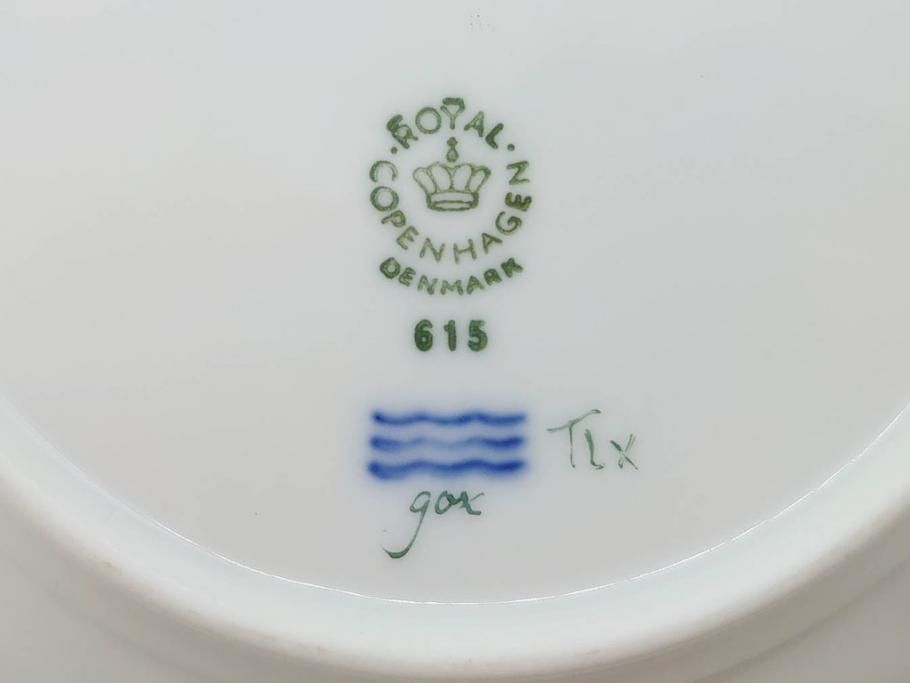 ROYAL
COPENHAGEN
DENMARK
615
Tlx
gox